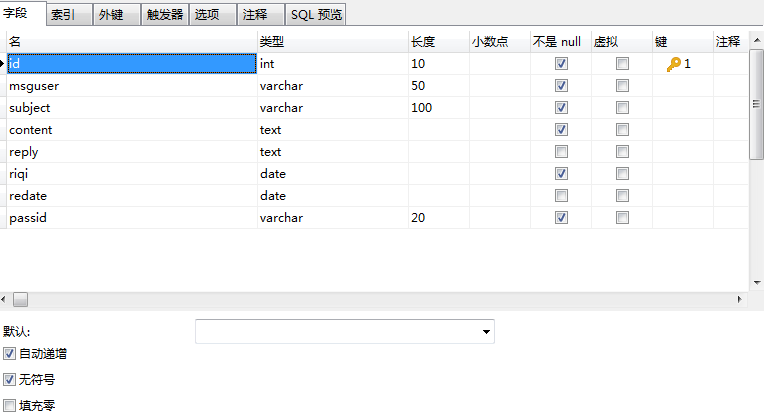 字段 索引 外键 触发器 选项 注释 SQL 预览
名 类型 长度 小数点 不是 null 虚拟 键 注释
id int 10 1
msguser varchar 50
subject varchar 100
content text
reply text
riqi date
redate date
passid varchar 20
默认:
自动递增
无符号
填充零